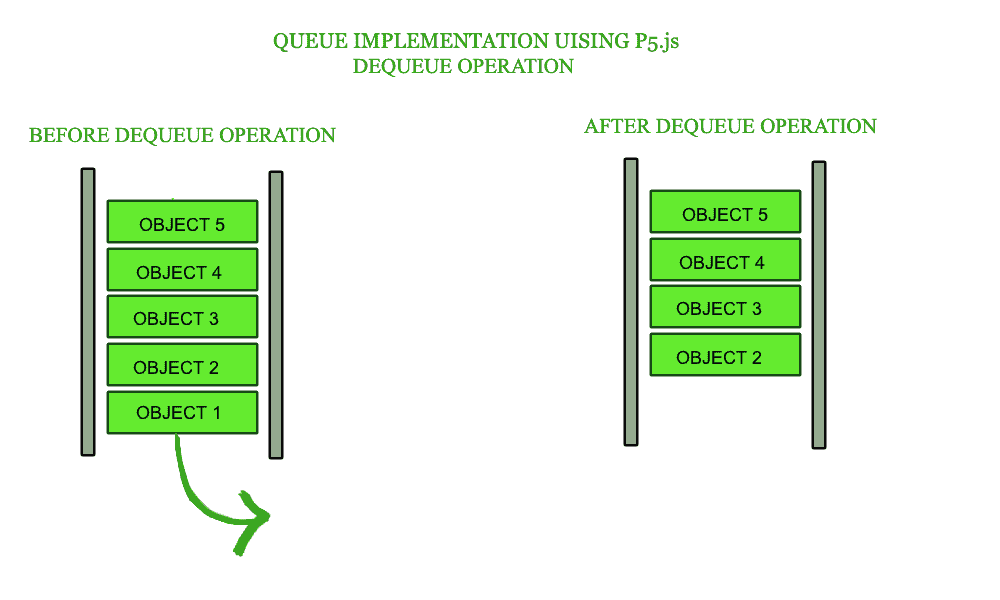 QUEUE IMPLEMENTATION UISING P5.js
DEQUEUE OPERATION
BEFORE DEQUEUE OPERATION
OBJECT 5
OBJECT 4
OBJECT 3
OBJECT 2
OBJECT 1
AFTER DEQUEUE OPERATION
OBJECT 5
OBJECT 4
OBJECT 3
OBJECT 2